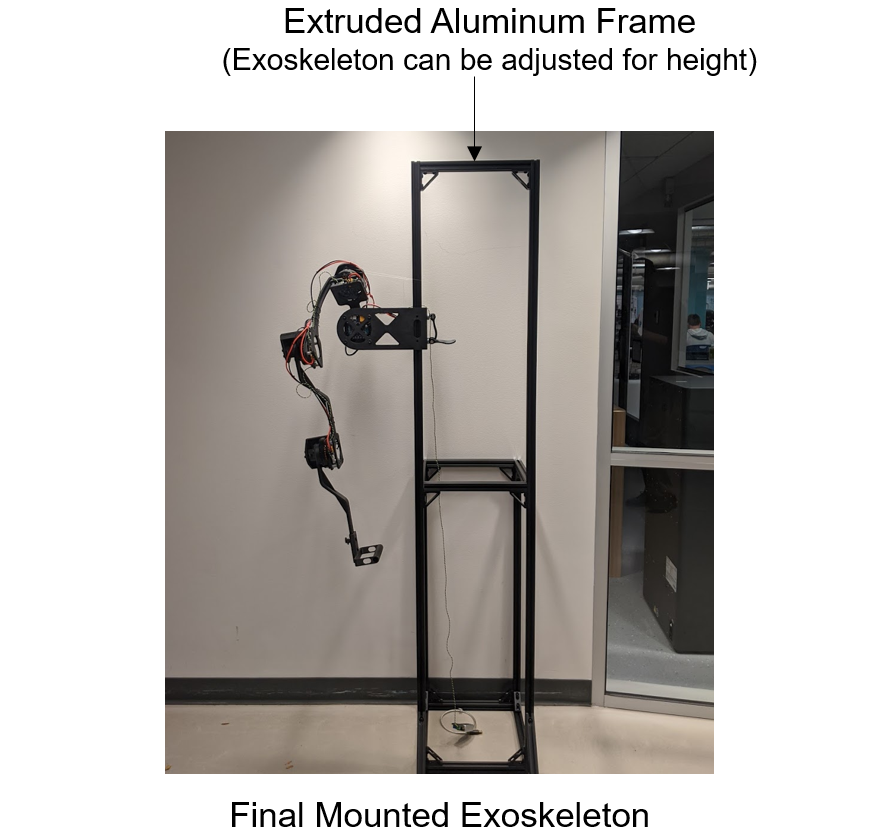 Extruded Aluminum Frame
(Exoskeleton can be adjusted for height)
Final Mounted Exoskeleton